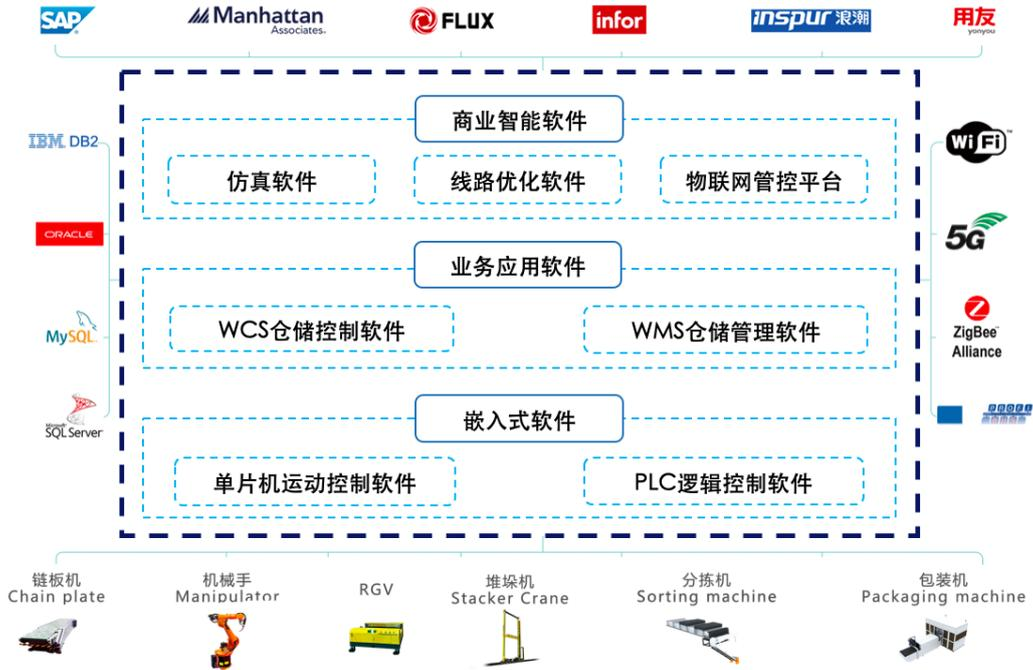 SAP
Manhattan
Associates.
FLUX
infor
inspur 浪潮
用友
yonyou
商业智能软件
仿真软件
线路优化软件
物联网管控平台
业务应用软件
WCS仓储控制软件
WMS仓储管理软件
嵌入式软件
单片机运动控制软件
PLC逻辑控制软件
IBM DB2
ORACLE
MySQL
Microsoft
SQL Server
Wi Fi
5G
ZigBee
Alliance
链板机
Chain plate
机械手
Manipulator
RGV
堆垛机
Stacker Crane
分拣机
Sorting machine
包装机
Packaging machine